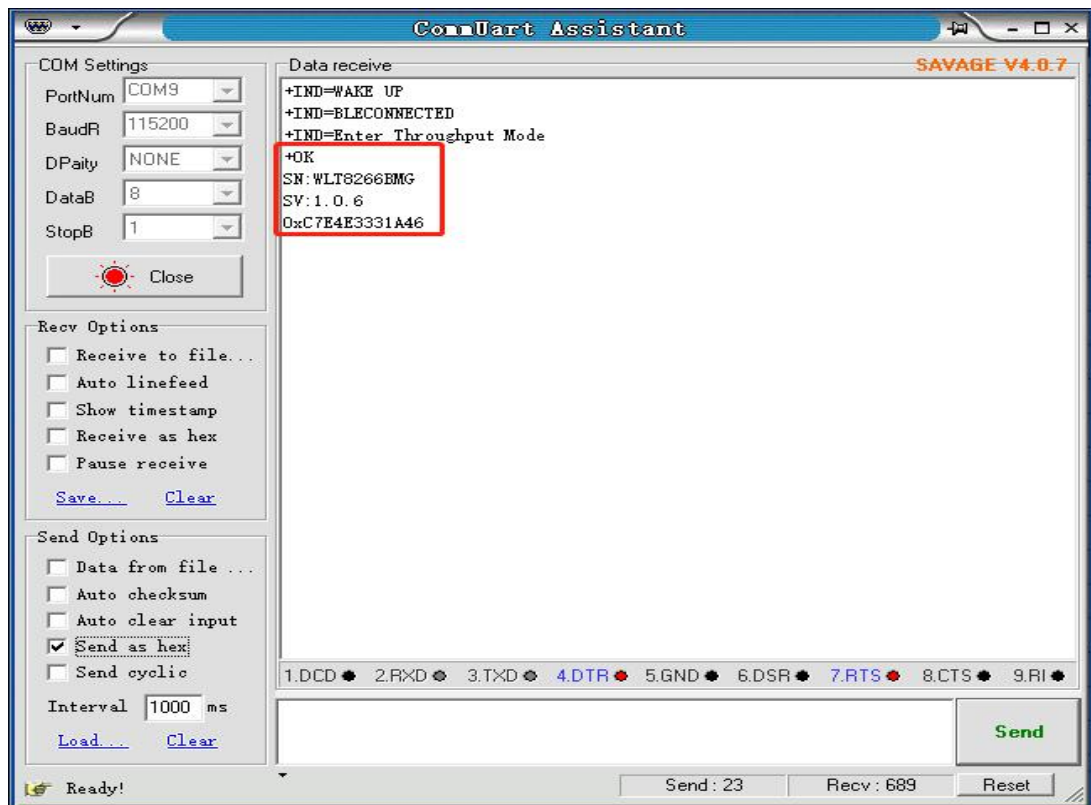 CommUart Assistant
COM Settings
PortNum COM9
BaudR 115200
DPaity NONE
DataB 8
StopB 1
Close
Recv Options
Receive to file...
Auto linefeed
Show timestamp
Receive as hex
Pause receive
Save... Clear
Send Options
Data from file ...
Auto checksum
Auto clear input
Send as hex
Send cyclic
Interval 1000 ms
Load... Clear
Data receive SAVAGE V4.0.7
+IND=WAKE UP
+IND=BLECONNECTED
+IND=Enter Throughput Mode
+OK
SN:WLT8266BMG
SV:1.0.6
0xC7E4E3331A46
1.DCD 2.RXD 3.TXD 4.DTR 5.GND 6.DSR 7.RTS 8.CTS 9.RI
Send
Ready! Send : 23 Recv : 689 Reset